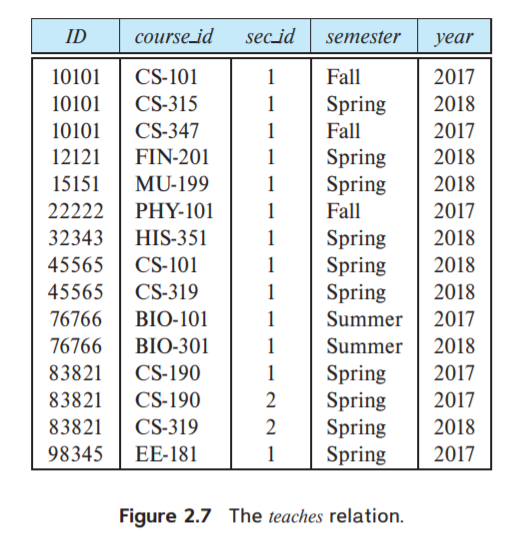 ID course_id sec_id semester year
10101 CS-101 1 Fall 2017
10101 CS-315 1 Spring 2018
10101 CS-347 1 Fall 2017
12121 FIN-201 1 Spring 2018
15151 MU-199 1 Spring 2018
22222 PHY-101 1 Fall 2017
32343 HIS-351 1 Spring 2018
45565 CS-101 1 Spring 2018
45565 CS-319 1 Spring 2018
76766 BIO-101 1 Summer 2017
76766 BIO-301 1 Summer 2018
83821 CS-190 1 Spring 2017
83821 CS-190 2 Spring 2017
83821 CS-319 2 Spring 2018
98345 EE-181 1 Spring 2017
Figure 2.7 The teaches relation.